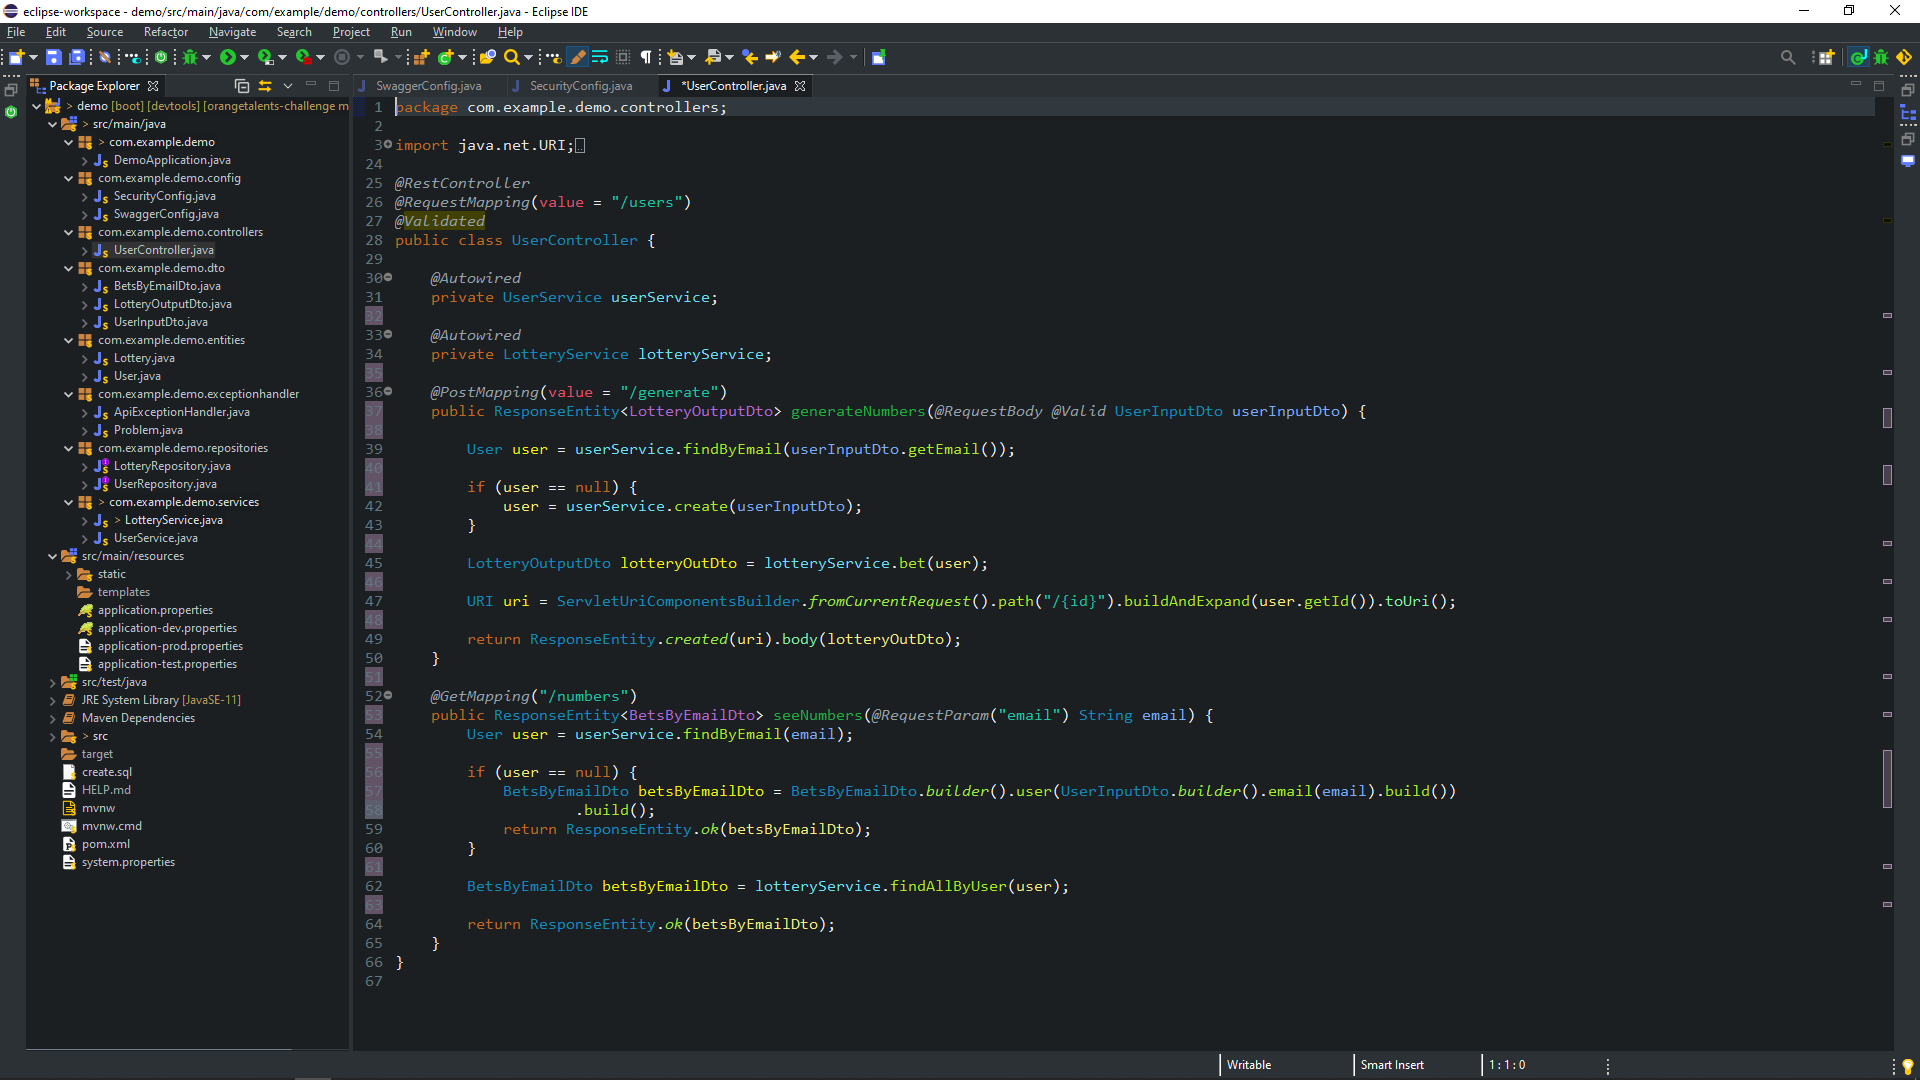 eclipse-workspace - demo/src/main/java/com/example/demo/controllers/UserController.java - Eclipse IDE
File Edit Source Refactor Navigate Search Project Run Window Help
Package Explorer
demo [boot] [devtools] [orangetalents-challenge m
> src/main/java
> com.example.demo
DemoApplication.java
com.example.demo.config
SecurityConfig.java
SwaggerConfig.java
com.example.demo.controllers
UserController.java
com.example.demo.dto
BetsByEmailDto.java
LotteryOutputDto.java
UserInputDto.java
com.example.demo.entities
Lottery.java
User.java
com.example.demo.exceptionhandler
ApiExceptionHandler.java
Problem.java
com.example.demo.repositories
LotteryRepository.java
UserRepository.java
> com.example.demo.services
> LotteryService.java
UserService.java
src/main/resources
static
templates
application.properties
application-dev.properties
application-prod.properties
application-test.properties
src/test/java
JRE System Library [JavaSE-11]
Maven Dependencies
> src
target
create.sql
HELP.md
mvnw
mvnw.cmd
pom.xml
system.properties
SwaggerConfig.java SecurityConfig.java *UserController.java
1 package com.example.demo.controllers;
2
3 import java.net.URI;
24
25 @RestController
26 @RequestMapping(value = "/users")
27 @Validated
28 public class UserController {
29
30 @Autowired
31 private UserService userService;
32
33 @Autowired
34 private LotteryService lotteryService;
35
36 @PostMapping(value = "/generate")
37 public ResponseEntity<LotteryOutputDto> generateNumbers(@RequestBody @Valid UserInputDto userInputDto) {
38
39 User user = userService.findByEmail(userInputDto.getEmail());
40
41 if (user == null) {
42 user = userService.create(userInputDto);
43 }
44
45 LotteryOutputDto lotteryOutDto = lotteryService.bet(user);
46
47 URI uri = ServletUriComponentsBuilder.fromCurrentRequest().path("/{id}").buildAndExpand(user.getId()).toUri();
48
49 return ResponseEntity.created(uri).body(lotteryOutDto);
50 }
51
52 @GetMapping("/numbers")
53 public ResponseEntity<BetsByEmailDto> seeNumbers(@RequestParam("email") String email) {
54 User user = userService.findByEmail(email);
55
56 if (user == null) {
57 BetsByEmailDto betsByEmailDto = BetsByEmailDto.builder().user(UserInputDto.builder().email(email).build())
58 .build();
59 return ResponseEntity.ok(betsByEmailDto);
60 }
61
62 BetsByEmailDto betsByEmailDto = lotteryService.findAllByUser(user);
63
64 return ResponseEntity.ok(betsByEmailDto);
65 }
66 }
67
Writable Smart Insert 1 : 1 : 0